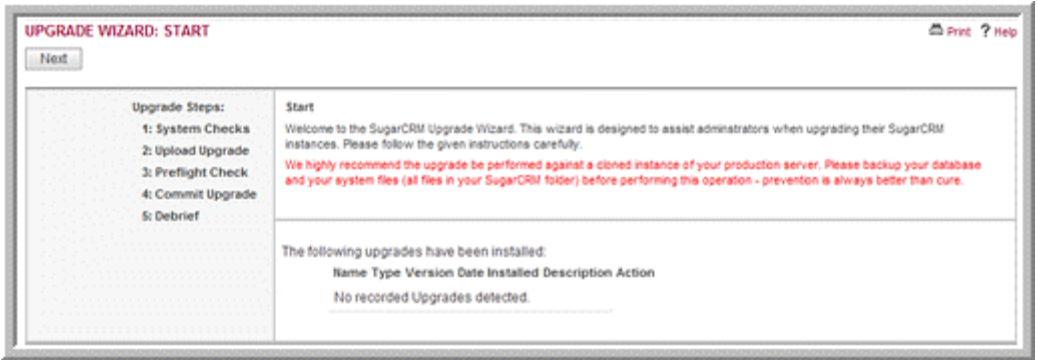 UPGRADE WIZARD: START
Print ? Help
Next
Upgrade Steps:
1: System Checks
2: Upload Upgrade
3: Preflight Check
4: Commit Upgrade
5: Debrief
Start
Welcome to the SugarCRM Upgrade Wizard. This wizard is designed to assist adminstrators when upgrading their SugarCRM
instances. Please follow the given instructions carefully.
We highly recommend the upgrade be performed against a cloned instance of your production server. Please backup your database
and your system files (all files in your SugarCRM folder) before performing this operation - prevention is always better than cure.
The following upgrades have been installed:
Name Type Version Date Installed Description Action
No recorded Upgrades detected.